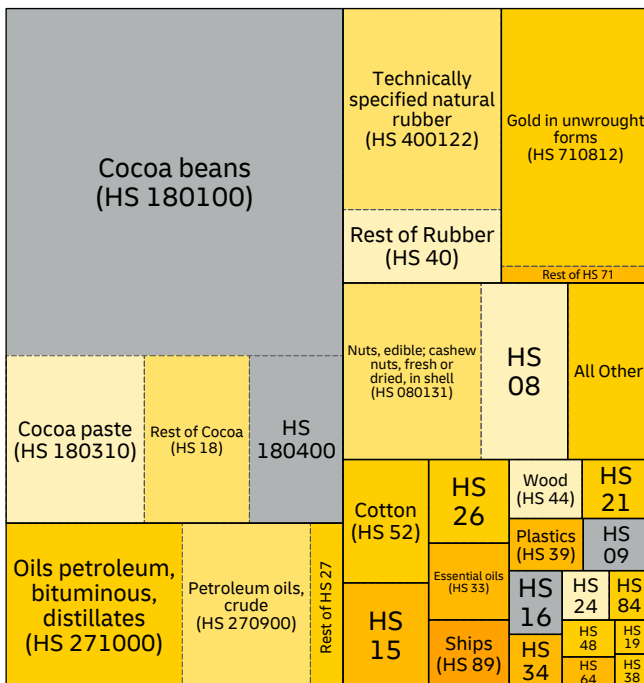 Cocoa beans
(HS 180100)
Technically
specified natural
rubber
(HS 400122)
Gold in unwrought
forms
(HS 710812)
Rest of Rubber
(HS 40)
Rest of HS 71
Nuts, edible; cashew
nuts, fresh or
dried, in shell
(HS 080131)
HS
08
All Other
Cocoa paste
(HS 180310)
Rest of Cocoa
(HS 18)
HS
180400
Oils petroleum,
bituminous,
distillates
(HS 271000)
Petroleum oils,
crude
(HS 270900)
Rest of HS 27
Cotton
(HS 52)
HS
26
Wood
(HS 44)
HS
21
Plastics
(HS 39)
HS
09
Essential oils
(HS 33)
HS
15
Ships
(HS 89)
HS
16
HS
24
HS
84
HS
34
HS
48
HS
19
HS
64
HS
38